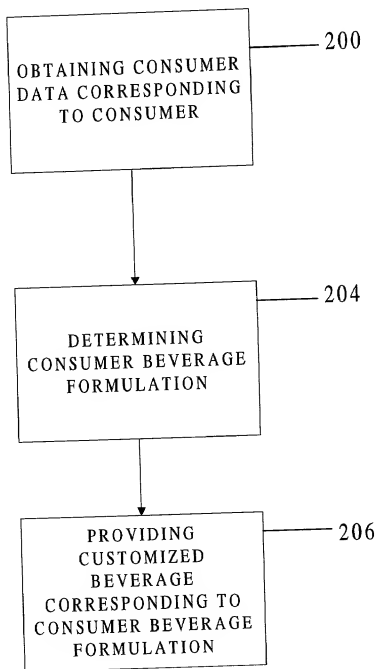 200
OBTAINING CONSUMER
DATA CORRESPONDING
TO CONSUMER
204
DETERMINING
CONSUMER BEVERAGE
FORMULATION
206
PROVIDING
CUSTOMIZED
BEVERAGE
CORRESPONDING TO
CONSUMER BEVERAGE
FORMULATION